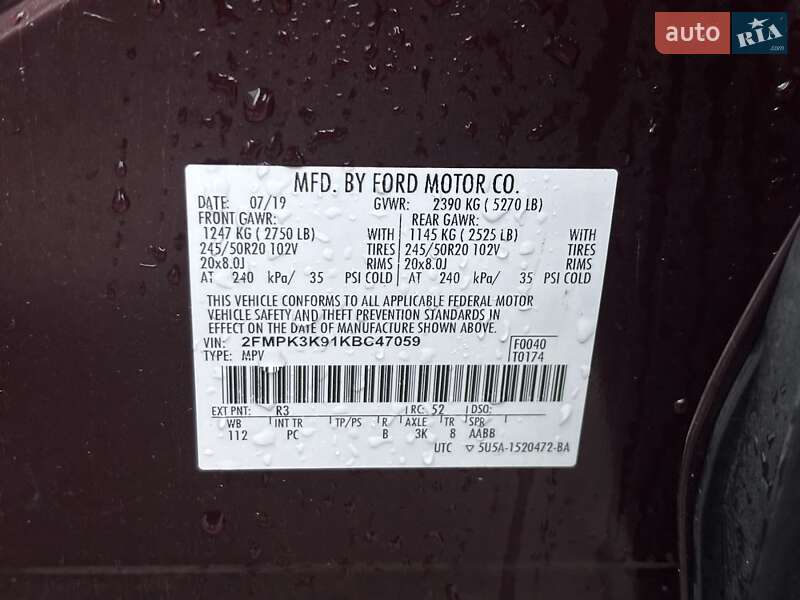 auto RIA
.com
MFD. BY FORD MOTOR CO.
DATE: 07/19 GVWR: 2390 KG ( 5270 LB)
FRONT GAWR: REAR GAWR:
1247 KG ( 2750 LB) WITH 1145 KG ( 2525 LB) WITH
245/50R20 102V TIRES 245/50R20 102V TIRES
20x8.0J RIMS 20x8.0J RIMS
AT 240 kPa/ 35 PSI COLD AT 240 kPa/ 35 PSI COLD
THIS VEHICLE CONFORMS TO ALL APPLICABLE FEDERAL MOTOR
VEHICLE SAFETY AND THEFT PREVENTION STANDARDS IN
EFFECT ON THE DATE OF MANUFACTURE SHOWN ABOVE.
VIN: 2FMPK3K91KBC47059 F0040
TYPE: MPV T0174
EXT PNT: R3 RC: 52 DSO:
WB INT TR TP/PS R AXLE TR SPR
112 PC B 3K 8 AABB
UTC ▽ 5U5A-1520472-BA